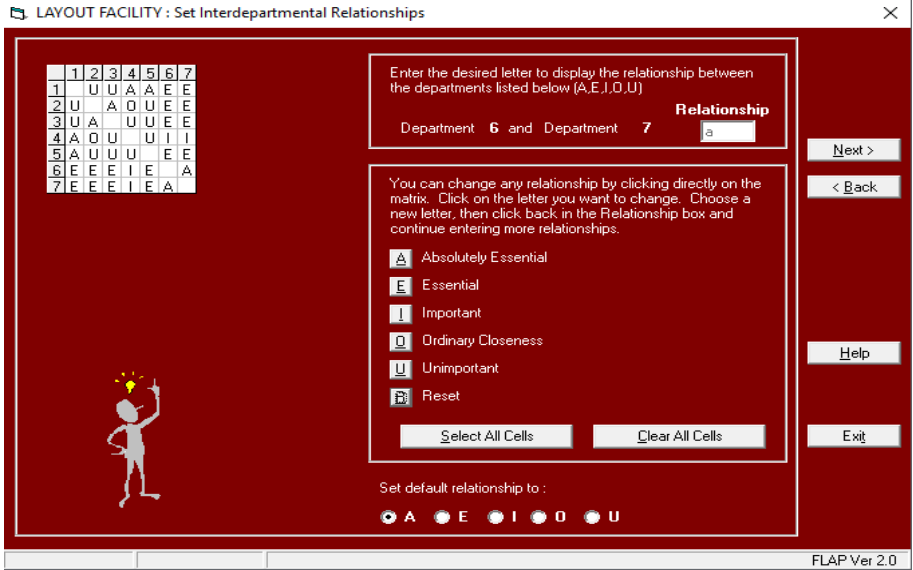 LAYOUT FACILITY : Set Interdepartmental Relationships
1 2 3 4 5 6 7
1 U U A A E E
2 U A O U E E
3 U A U U E E
4 A O U U I I
5 A U U U E E
6 E E E I E A
7 E E E I E A
Enter the desired letter to display the relationship between
the departments listed below (A,E,I,O,U)
Relationship
Department 6 and Department 7 a
You can change any relationship by clicking directly on the
matrix. Click on the letter you want to change. Choose a
new letter, then click back in the Relationship box and
continue entering more relationships.
A Absolutely Essential
E Essential
I Important
O Ordinary Closeness
U Unimportant
Reset
Select All Cells Clear All Cells
Set default relationship to :
A E I O U
Next >
< Back
Help
Exit
FLAP Ver 2.0